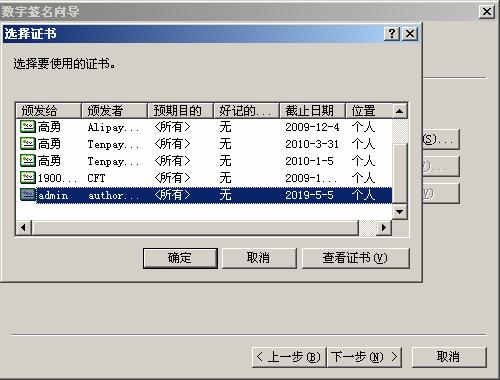 数字签名向导
选择证书
选择要使用的证书。
颁发给 颁发者 预期目的 好记的... 截止日期 位置
高勇 Alipay... <所有> 无 2009-12-4 个人
高勇 Tenpay... <所有> 无 2010-3-31 个人
高勇 Tenpay... <所有> 无 2010-1-5 个人
1900... CFT <所有> 无 2009-1... 个人
admin author... <所有> 无 2019-5-5 个人
(S)...
(V)...
(V)
确定 取消 查看证书(V)
< 上一步(B) 下一步(N) > 取消